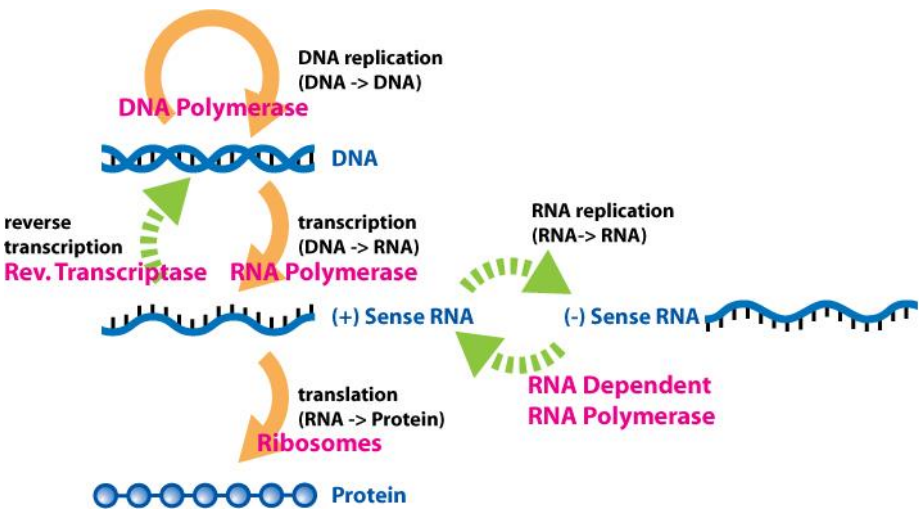 DNA replication
(DNA -> DNA)
DNA Polymerase
DNA
reverse
transcription
Rev. Transcriptase
transcription
(DNA -> RNA)
RNA Polymerase
RNA replication
(RNA-> RNA)
(+) Sense RNA
(-) Sense RNA
RNA Dependent
RNA Polymerase
translation
(RNA -> Protein)
Ribosomes
Protein